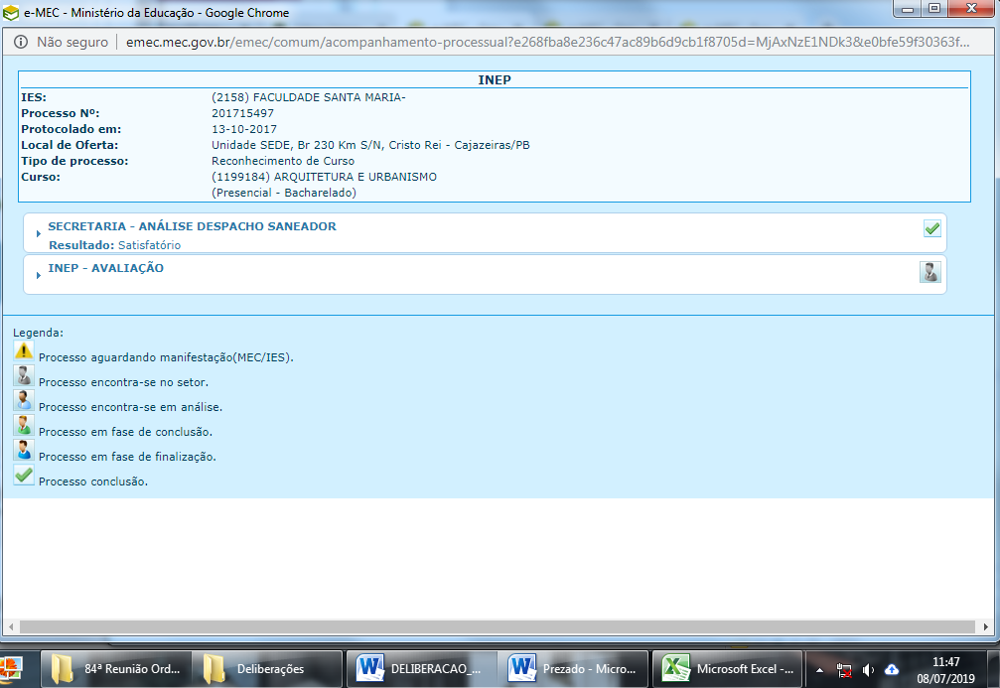 e-MEC - Ministério da Educação - Google Chrome
Não seguro | emec.mec.gov.br/emec/comum/acompanhamento-processual?e268fba8e236c47ac89b6d9cb1f8705d=MjAxNzE1NDk3&e0bfe59f30363f...
INEP
IES: (2158) FACULDADE SANTA MARIA-
Processo Nº: 201715497
Protocolado em: 13-10-2017
Local de Oferta: Unidade SEDE, Br 230 Km S/N, Cristo Rei - Cajazeiras/PB
Tipo de processo: Reconhecimento de Curso
Curso: (1199184) ARQUITETURA E URBANISMO
(Presencial - Bacharelado)
SECRETARIA - ANÁLISE DESPACHO SANEADOR
Resultado: Satisfatório
INEP - AVALIAÇÃO
Legenda:
Processo aguardando manifestação(MEC/IES).
Processo encontra-se no setor.
Processo encontra-se em análise.
Processo em fase de conclusão.
Processo em fase de finalização.
Processo conclusão.
84ª Reunião Ord...
Deliberações
DELIBERACAO_...
Prezado - Micro...
Microsoft Excel -...
11:47
08/07/2019